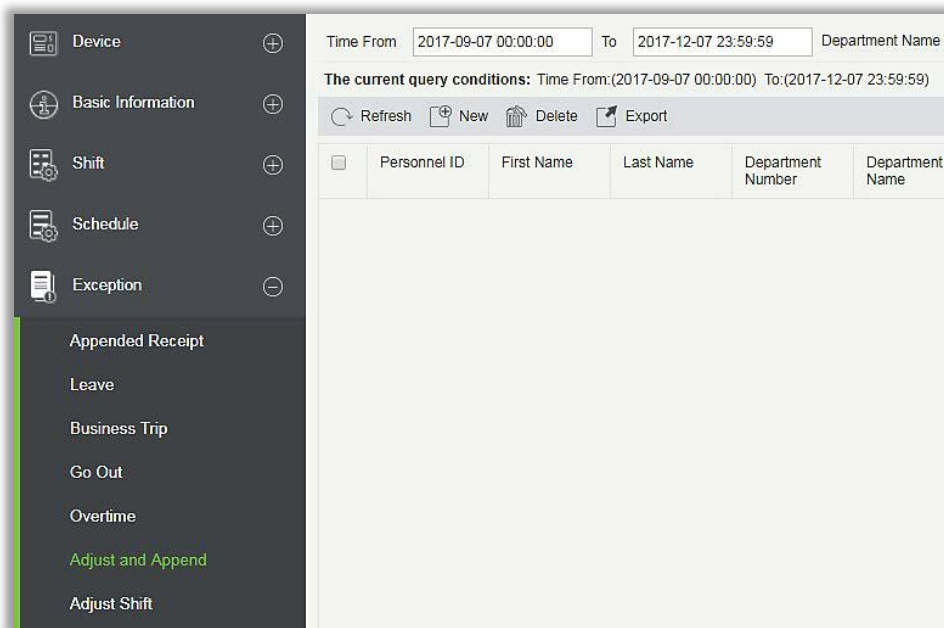 Device
Basic Information
Shift
Schedule
Exception
Appended Receipt
Leave
Business Trip
Go Out
Overtime
Adjust and Append
Adjust Shift
Time From 2017-09-07 00:00:00 To 2017-12-07 23:59:59 Department Name
The current query conditions: Time From:(2017-09-07 00:00:00) To:(2017-12-07 23:59:59)
Refresh New Delete Export
Personnel ID First Name Last Name Department Number Department Name